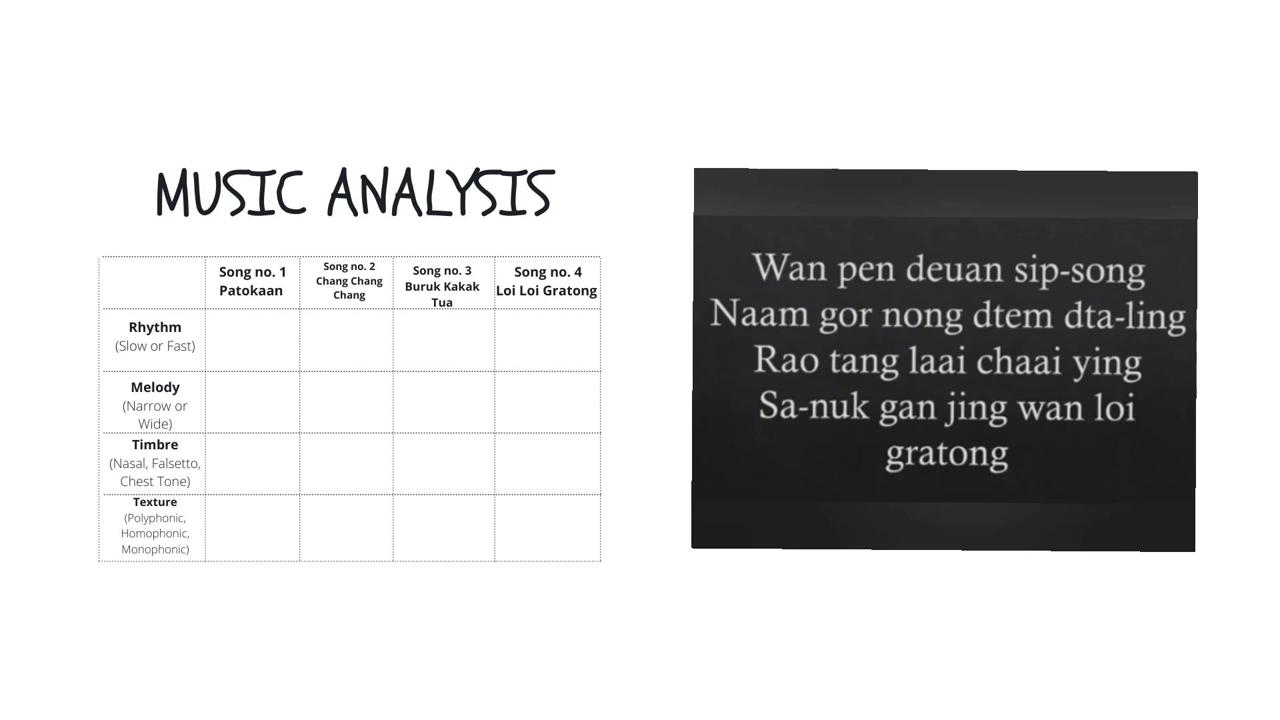 MUSIC ANALYSIS
Song no. 1
Patokaan
Song no. 2
Chang Chang
Chang
Song no. 3
Buruk Kakak
Tua
Song no. 4
Loi Loi Gratong
Rhythm
(Slow or Fast)
Melody
(Narrow or
Wide)
Timbre
(Nasal, Falsetto,
Chest Tone)
Texture
(Polyphonic,
Homophonic,
Monophonic)
Wan pen deuan sip-song
Naam gor nong dtem dta-ling
Rao tang laai chaai ying
Sa-nuk gan jing wan loi
gratong